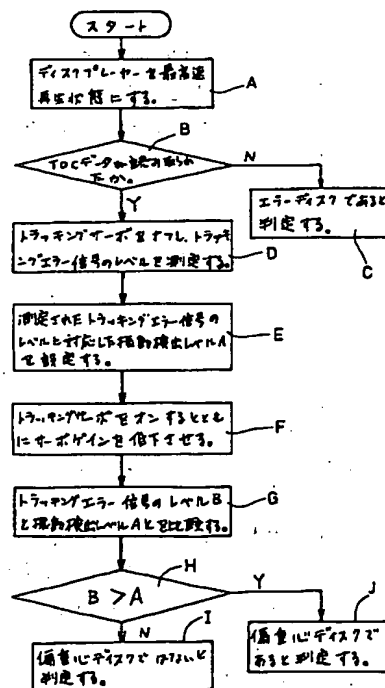 スタート
ディスクプレーヤーを最高速
再生状態にする。
A
B
TOCデータが読み取られ
たか。
N
Y
エラーディスクであると
判定する。
C
トラッキングサーボをオフし、トラッキ
ングエラー信号のレベルを測定する。
D
測定されたトラッキングエラー信号の
レベルに対応した振動検出レベルA
を設定する。
E
トラッキングサーボをオンするととも
にサーボゲインを低下させる。
F
トラッキングエラー信号のレベルB
と振動検出レベルAとを比較する。
G
H
B > A
Y
J
N
I
偏重心ディスクではないと
判定する。
偏重心ディスクで
あると判定する。